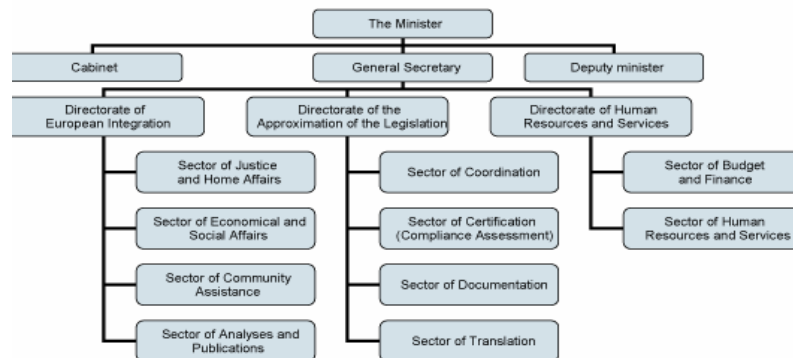 The Minister
Cabinet
General Secretary
Deputy minister
Directorate of
European Integration
Directorate of the
Approximation of the Legislation
Directorate of Human
Resources and Services
Sector of Justice
and Home Affairs
Sector of Economical and
Social Affairs
Sector of Community
Assistance
Sector of Analyses and
Publications
Sector of Coordination
Sector of Certification
(Compliance Assessment)
Sector of Documentation
Sector of Translation
Sector of Budget
and Finance
Sector of Human
Resources and Services